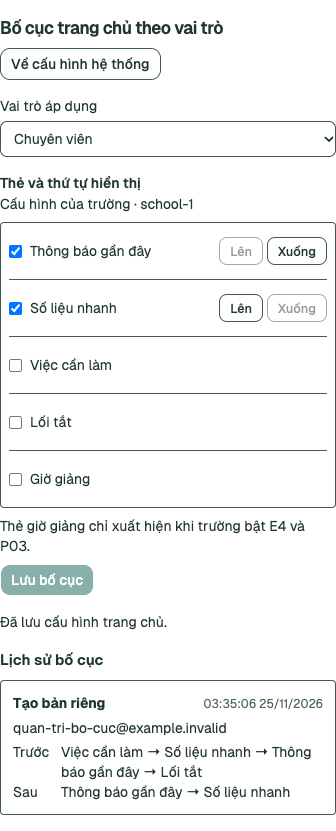 Bố cục trang chủ theo vai trò
Về cấu hình hệ thống
Vai trò áp dụng
Chuyên viên
Thẻ và thứ tự hiển thị
Cấu hình của trường · school-1
Thông báo gần đây Lên Xuống
Số liệu nhanh Lên Xuống
Việc cần làm
Lối tắt
Giờ giảng
Thẻ giờ giảng chỉ xuất hiện khi trường bật E4 và
P03.
Lưu bố cục
Đã lưu cấu hình trang chủ.
Lịch sử bố cục
Tạo bản riêng 03:35:06 25/11/2026
quan-tri-bo-cuc@example.invalid
Trước Việc cần làm → Số liệu nhanh → Thông
báo gần đây → Lối tắt
Sau Thông báo gần đây → Số liệu nhanh